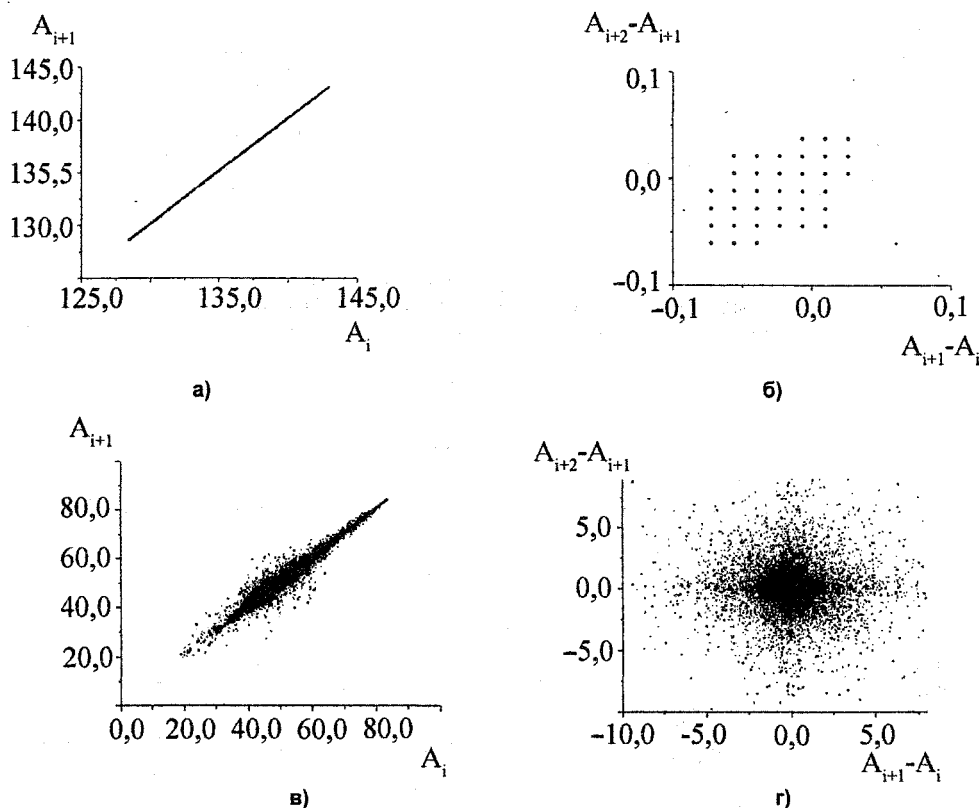 A_{i+1}
145,0
140,0
135,5
130,0
125,0 135,0 145,0
A_i
а)
A_{i+2}-A_{i+1}
0,1
0,0
-0,1
-0,1 0,0 0,1
A_{i+1}-A_i
б)
A_{i+1}
80,0
60,0
40,0
20,0
0,0 20,0 40,0 60,0 80,0
A_i
в)
A_{i+2}-A_{i+1}
5,0
0,0
-5,0
-10,0 -5,0 0,0 5,0
A_{i+1}-A_i
г)